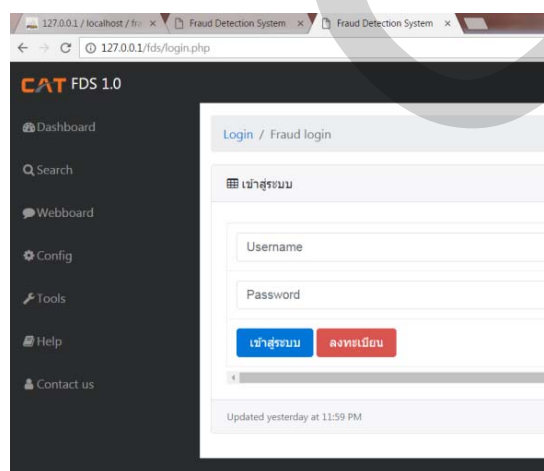 127.0.0.1 / localhost / fra
Fraud Detection System
Fraud Detection System
127.0.0.1/fds/login.php
CAT FDS 1.0
Dashboard
Search
Webboard
Config
Tools
Help
Contact us
Login / Fraud login
เข้าสู่ระบบ
Username
Password
เข้าสู่ระบบ ลงทะเบียน
Updated yesterday at 11:59 PM